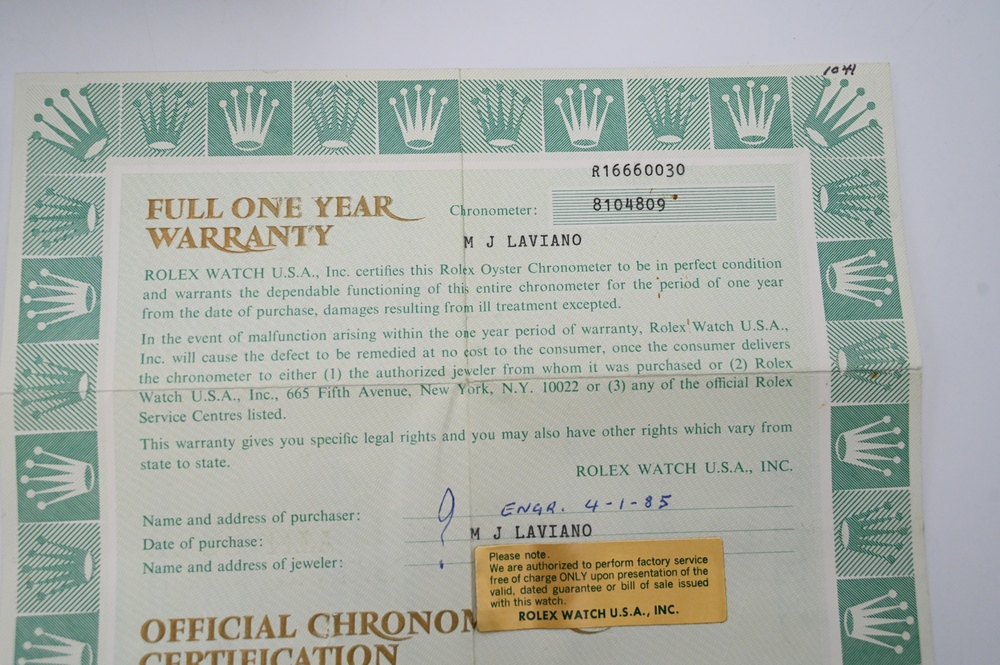 1041
R16660030
FULL ONE YEAR
WARRANTY
Chronometer:
8104809
M J LAVIANO
ROLEX WATCH U.S.A., Inc. certifies this Rolex Oyster Chronometer to be in perfect condition
and warrants the dependable functioning of this entire chronometer for the period of one year
from the date of purchase, damages resulting from ill treatment excepted.
In the event of malfunction arising within the one year period of warranty, Rolex Watch U.S.A.,
Inc. will cause the defect to be remedied at no cost to the consumer, once the consumer delivers
the chronometer to either (1) the authorized jeweler from whom it was purchased or (2) Rolex
Watch U.S.A., Inc., 665 Fifth Avenue, New York, N.Y. 10022 or (3) any of the official Rolex
Service Centres listed.
This warranty gives you specific legal rights and you may also have other rights which vary from
state to state.
ROLEX WATCH U.S.A., INC.
Name and address of purchaser:
ENGR. 4-1-85
Date of purchase:
M J LAVIANO
Name and address of jeweler:
Please note.
We are authorized to perform factory service
free of charge ONLY upon presentation of the
valid, dated guarantee or bill of sale issued
with this watch.
ROLEX WATCH U.S.A., INC.
OFFICIAL
CERTIFICATION